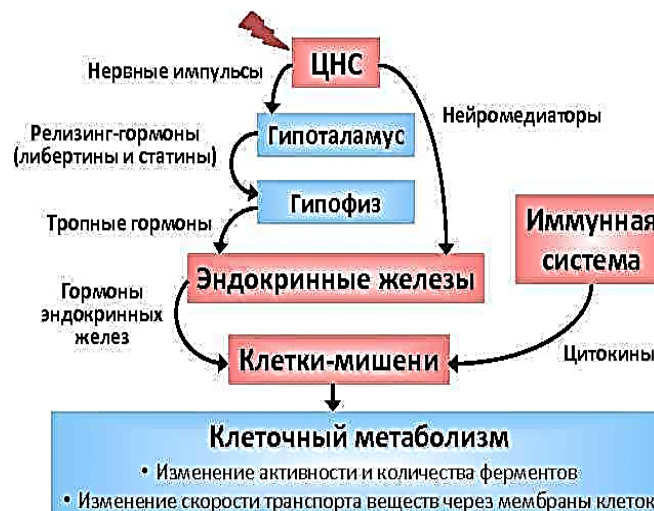 ЦНС
Нервные импульсы
Нейромедиаторы
Гипоталамус
Релизинг-гормоны
(либертины и статины)
Гипофиз
Тропные гормоны
Иммунная
система
Эндокринные железы
Гормоны
эндокринных
желез
Клетки-мишени
Цитокины
Клеточный метаболизм
• Изменение активности и количества ферментов
• Изменение скорости транспорта веществ через мембраны клеток